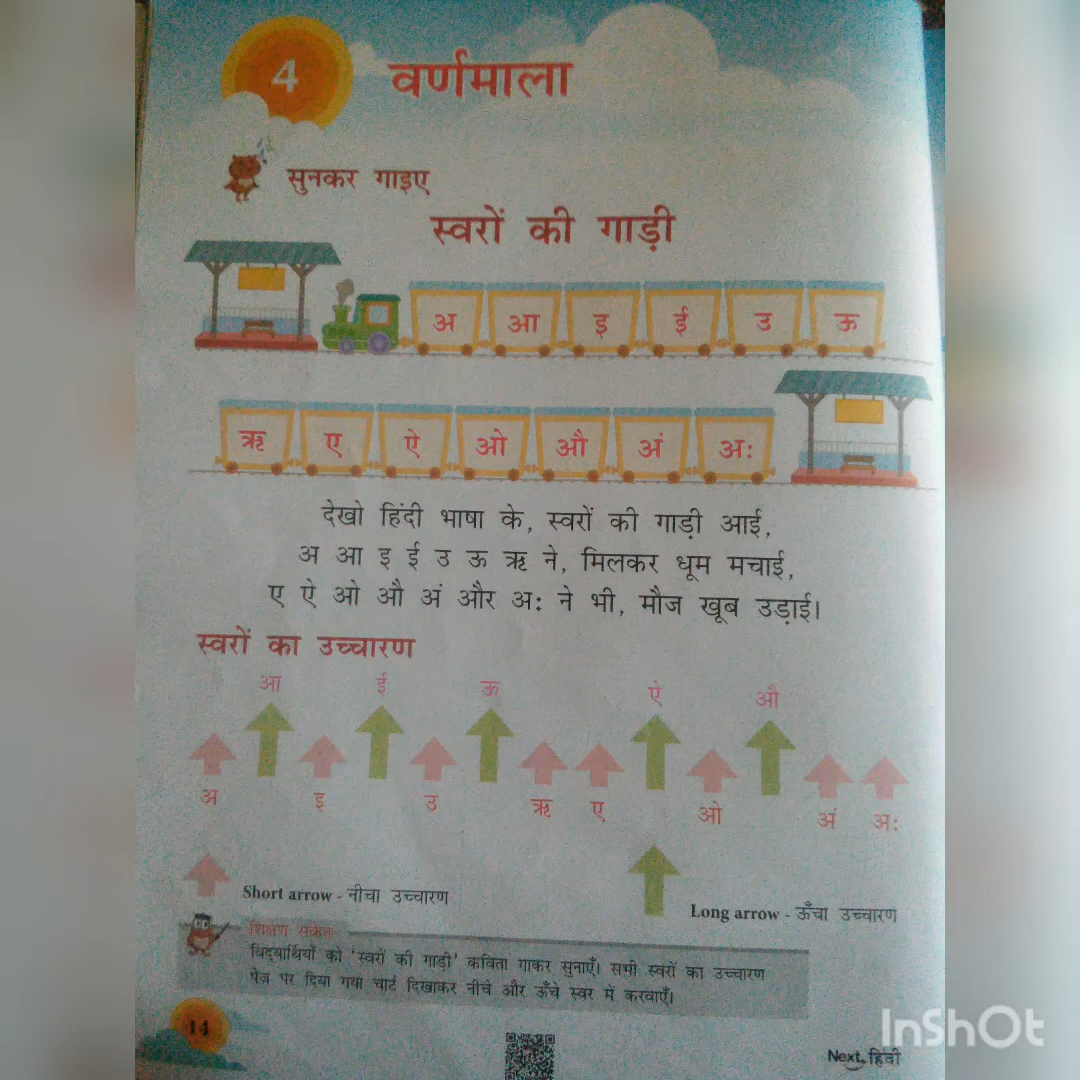 4
वर्णमाला
सुनकर गाइए
स्वरों की गाड़ी
अ आ इ ई उ ऊ
ऋ ए ऐ ओ औ अं अः
देखो हिंदी भाषा के, स्वरों की गाड़ी आई,
अ आ इ ई उ ऊ ऋ ने, मिलकर धूम मचाई,
ए ऐ ओ औ अं और अः ने भी, मौज खूब उड़ाई।
स्वरों का उच्चारण
आ ई ऊ ऐ औ
अ इ उ ऋ ए ओ अं अः
Short arrow - नीचा उच्चारण
Long arrow - ऊँचा उच्चारण
शिक्षण संकेत
विद्यार्थियों को 'स्वरों की गाड़ी' कविता गाकर सुनाएँ। सभी स्वरों का उच्चारण
पेज पर दिया गया चार्ट दिखाकर नीचे और ऊँचे स्वर में करवाएँ।
14
Next हिंदी
InShOt